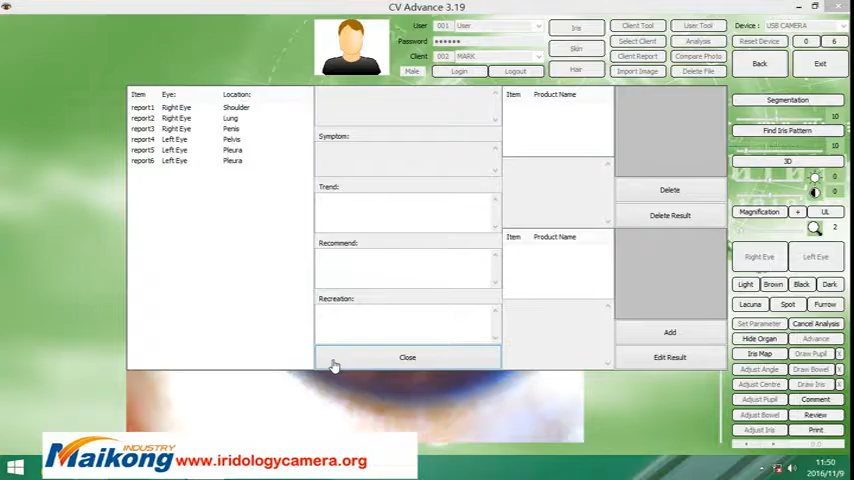 CV Advance 3.19
User 001 User
Password ******
Client 002 MARK
Male Login Logout
Iris
Skin
Hair
Client Tool User Tool
Select Client Analysis
Client Report Compare Photo
Import Image Delete File
Device : USB CAMERA
Reset Device 0 6
Back Exit
Item Eye: Location:
report1 Right Eye Shoulder
report2 Right Eye Lung
report3 Right Eye Penis
report4 Left Eye Pelvis
report5 Left Eye Pleura
report6 Left Eye Pleura
Symptom:
Trend:
Recommend:
Recreation:
Close
Item Product Name
Item Product Name
Delete
Delete Result
Add
Edit Result
Segmentation
10
Find Iris Pattern
10
3D
0
0
Magnification + UL
2
Right Eye Left Eye
Light Brown Black Dark
Lacuna Spot Furrow
Set Parameter Cancel Analysis
Hide Organ Advance
Iris Map Draw Pupil X
Adjust Angle Draw Bowel X
Adjust Centre Draw Iris X
Adjust Pupil Comment
Adjust Bowel Review
Adjust Iris Print
0.0
Maikong INDUSTRY www.iridologycamera.org
11:50
2016/11/9